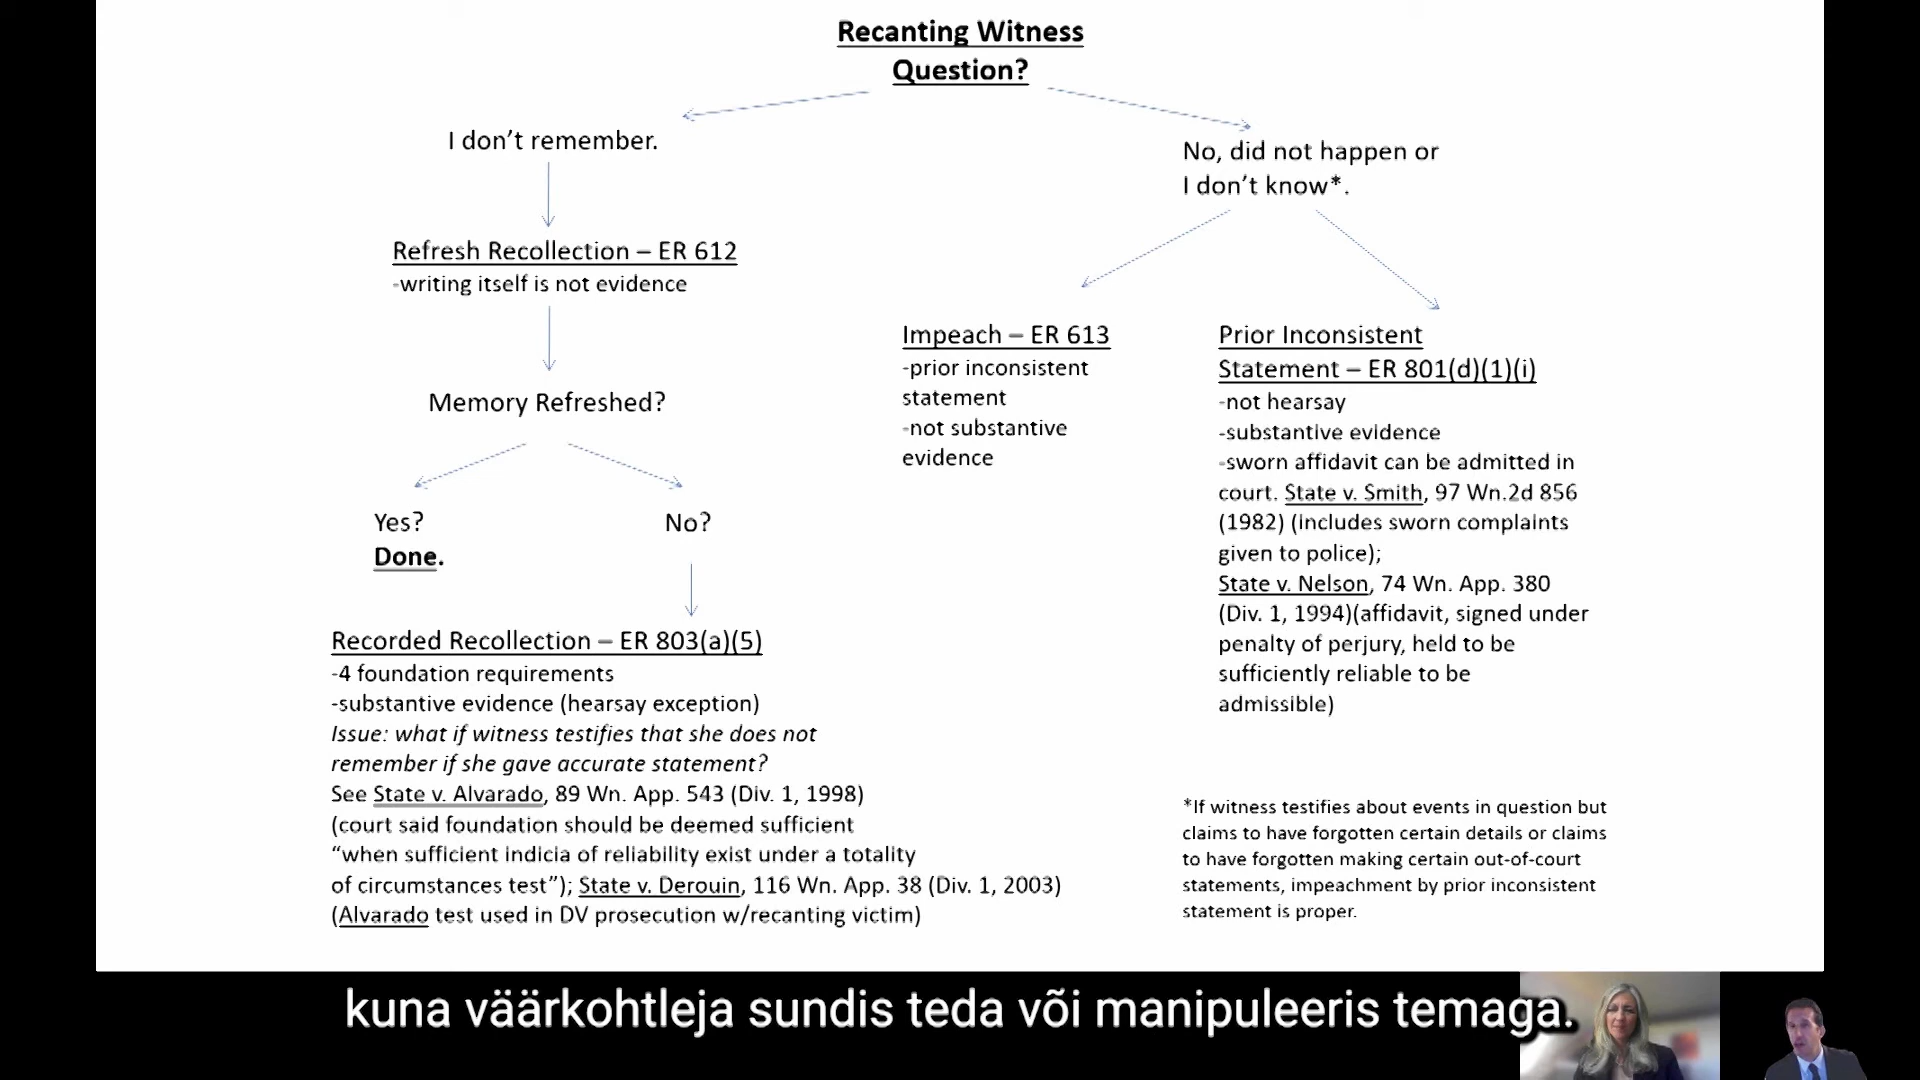 Recanting Witness
Question?
I don't remember.
No, did not happen or
I don't know*.
Refresh Recollection – ER 612
-writing itself is not evidence
Memory Refreshed?
Yes?
Done.
No?
Recorded Recollection – ER 803(a)(5)
-4 foundation requirements
-substantive evidence (hearsay exception)
Issue: what if witness testifies that she does not
remember if she gave accurate statement?
See State v. Alvarado, 89 Wn. App. 543 (Div. 1, 1998)
(court said foundation should be deemed sufficient
“when sufficient indicia of reliability exist under a totality
of circumstances test”); State v. Derouin, 116 Wn. App. 38 (Div. 1, 2003)
(Alvarado test used in DV prosecution w/recanting victim)
Impeach – ER 613
-prior inconsistent
statement
-not substantive
evidence
Prior Inconsistent
Statement – ER 801(d)(1)(i)
-not hearsay
-substantive evidence
-sworn affidavit can be admitted in
court. State v. Smith, 97 Wn.2d 856
(1982) (includes sworn complaints
given to police);
State v. Nelson, 74 Wn. App. 380
(Div. 1, 1994)(affidavit, signed under
penalty of perjury, held to be
sufficiently reliable to be
admissible)
*If witness testifies about events in question but
claims to have forgotten certain details or claims
to have forgotten making certain out-of-court
statements, impeachment by prior inconsistent
statement is proper.
kuna väärkohtleja sundis teda või manipuleeris temaga.